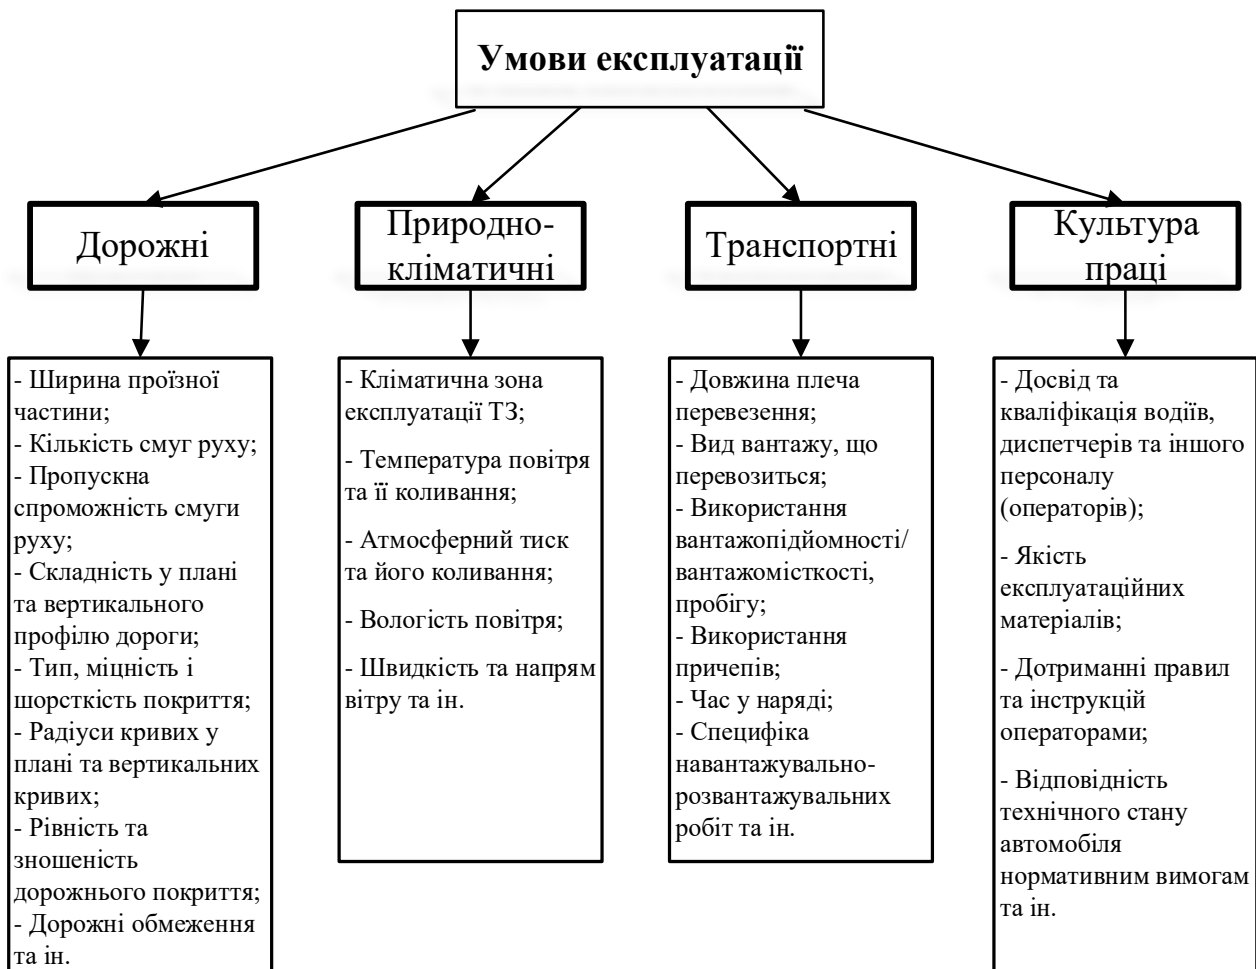 Умови експлуатації
Дорожні
Природно-
кліматичні
Транспортні
Культура
праці
- Ширина проїзної
частини;
- Кількість смуг руху;
- Пропускна
спроможність смуги
руху;
- Складність у плані
та вертикального
профілю дороги;
- Тип, міцність і
шорсткість покриття;
- Радіуси кривих у
плані та вертикальних
кривих;
- Рівність та
зношеність
дорожнього покриття;
- Дорожні обмеження
та ін.
- Кліматична зона
експлуатації ТЗ;
- Температура повітря
та її коливання;
- Атмосферний тиск
та його коливання;
- Вологість повітря;
- Швидкість та напрям
вітру та ін.
- Довжина плеча
перевезення;
- Вид вантажу, що
перевозиться;
- Використання
вантажопідйомності/
вантажомісткості,
пробігу;
- Використання
причепів;
- Час у наряді;
- Специфіка
навантажувально-
розвантажувальних
робіт та ін.
- Досвід та
кваліфікація водіїв,
диспетчерів та іншого
персоналу
(операторів);
- Якість
експлуатаційних
матеріалів;
- Дотриманні правил
та інструкцій
операторами;
- Відповідність
технічного стану
автомобіля
нормативним вимогам
та ін.